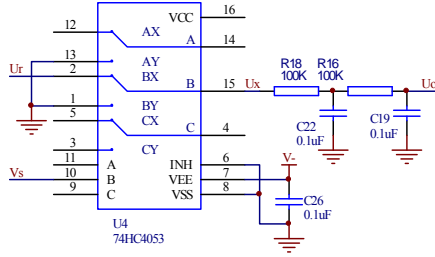 12 AX VCC 16
A 14
13 AY
Ur 2 BX
B 15 Ux R18 100K R16 100K
1 BY
5 CX
C 4
C22 0.1uF C19 0.1uF
3 CY
11 A INH 6 V-
Vs 10 B VEE 7
9 C VSS 8
C26 0.1uF
U4
74HC4053